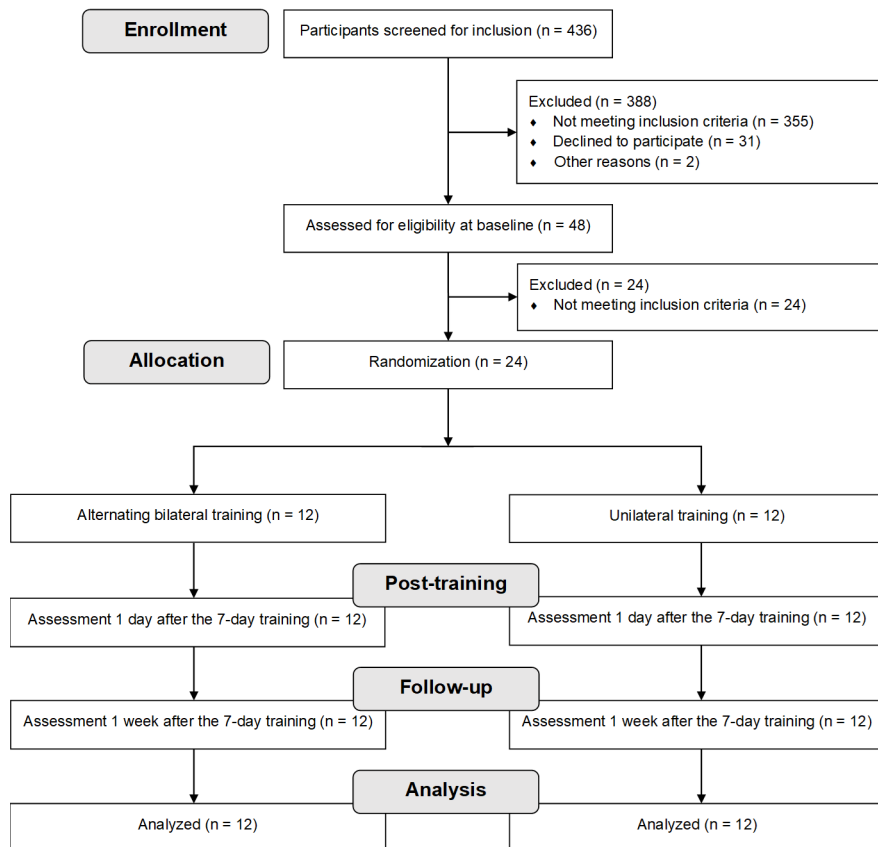 Enrollment
Participants screened for inclusion (n = 436)
Excluded (n = 388)
♦ Not meeting inclusion criteria (n = 355)
♦ Declined to participate (n = 31)
♦ Other reasons (n = 2)
Assessed for eligibility at baseline (n = 48)
Excluded (n = 24)
♦ Not meeting inclusion criteria (n = 24)
Allocation
Randomization (n = 24)
Alternating bilateral training (n = 12)
Unilateral training (n = 12)
Post-training
Assessment 1 day after the 7-day training (n = 12)
Assessment 1 day after the 7-day training (n = 12)
Follow-up
Assessment 1 week after the 7-day training (n = 12)
Assessment 1 week after the 7-day training (n = 12)
Analysis
Analyzed (n = 12)
Analyzed (n = 12)